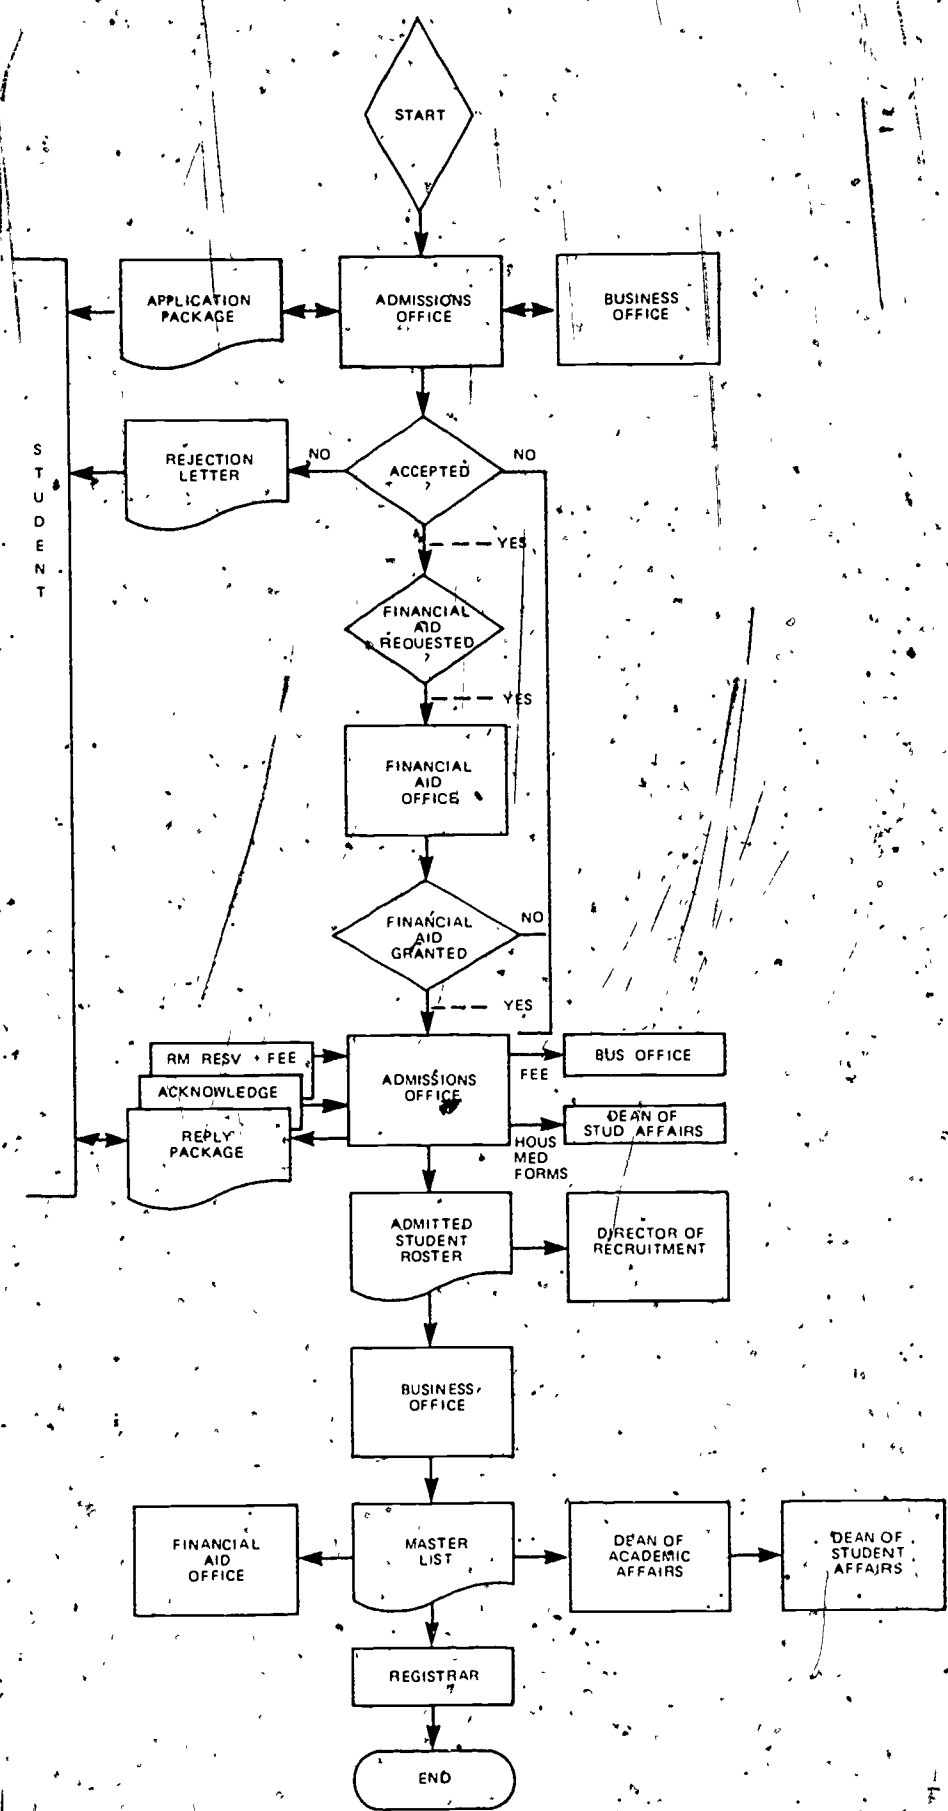 START
APPLICATION
PACKAGE
ADMISSIONS
OFFICE
BUSINESS
OFFICE
STUDENT
REJECTION
LETTER
NO
ACCEPTED
?
NO
YES
FINANCIAL
AID
REQUESTED
?
YES
FINANCIAL
AID
OFFICE
FINANCIAL
AID
GRANTED
NO
YES
RM RESV + FEE
ACKNOWLEDGE
REPLY
PACKAGE
ADMISSIONS
OFFICE
FEE
BUS OFFICE
DEAN OF
STUD AFFAIRS
HOUS
MED
FORMS
ADMITTED
STUDENT
ROSTER
DIRECTOR OF
RECRUITMENT
BUSINESS
OFFICE
FINANCIAL
AID
OFFICE
MASTER
LIST
DEAN OF
ACADEMIC
AFFAIRS
DEAN OF
STUDENT
AFFAIRS
REGISTRAR
END